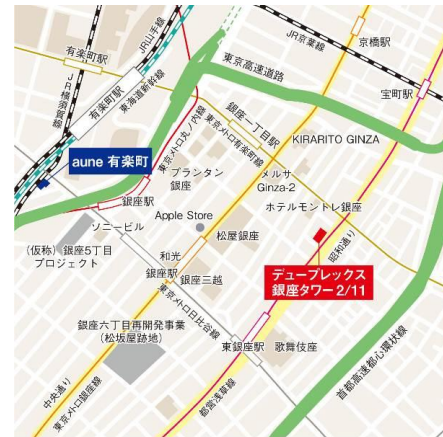 JR京葉線
京橋駅
有楽町駅
JR山手線
東京高速道路
宝町駅
JR横須賀線
有楽町駅
東海道新幹線
銀座一丁目駅
KIRARITO GINZA
東京メトロ丸ノ内線
東京メトロ有楽町線
aune 有楽町
プランタン
銀座
メルサ
Ginza-2
銀座駅
ホテルモントレ銀座
ソニービル
Apple Store
松屋銀座
昭和通り
(仮称)銀座5丁目
プロジェクト
和光
銀座駅
銀座三越
デュープレックス
銀座タワー2/11
東京メトロ日比谷線
銀座六丁目再開発事業
(松坂屋跡地)
東銀座駅
歌舞伎座
首都高速都心環状線
中央通り
東京メトロ銀座線
都営浅草線